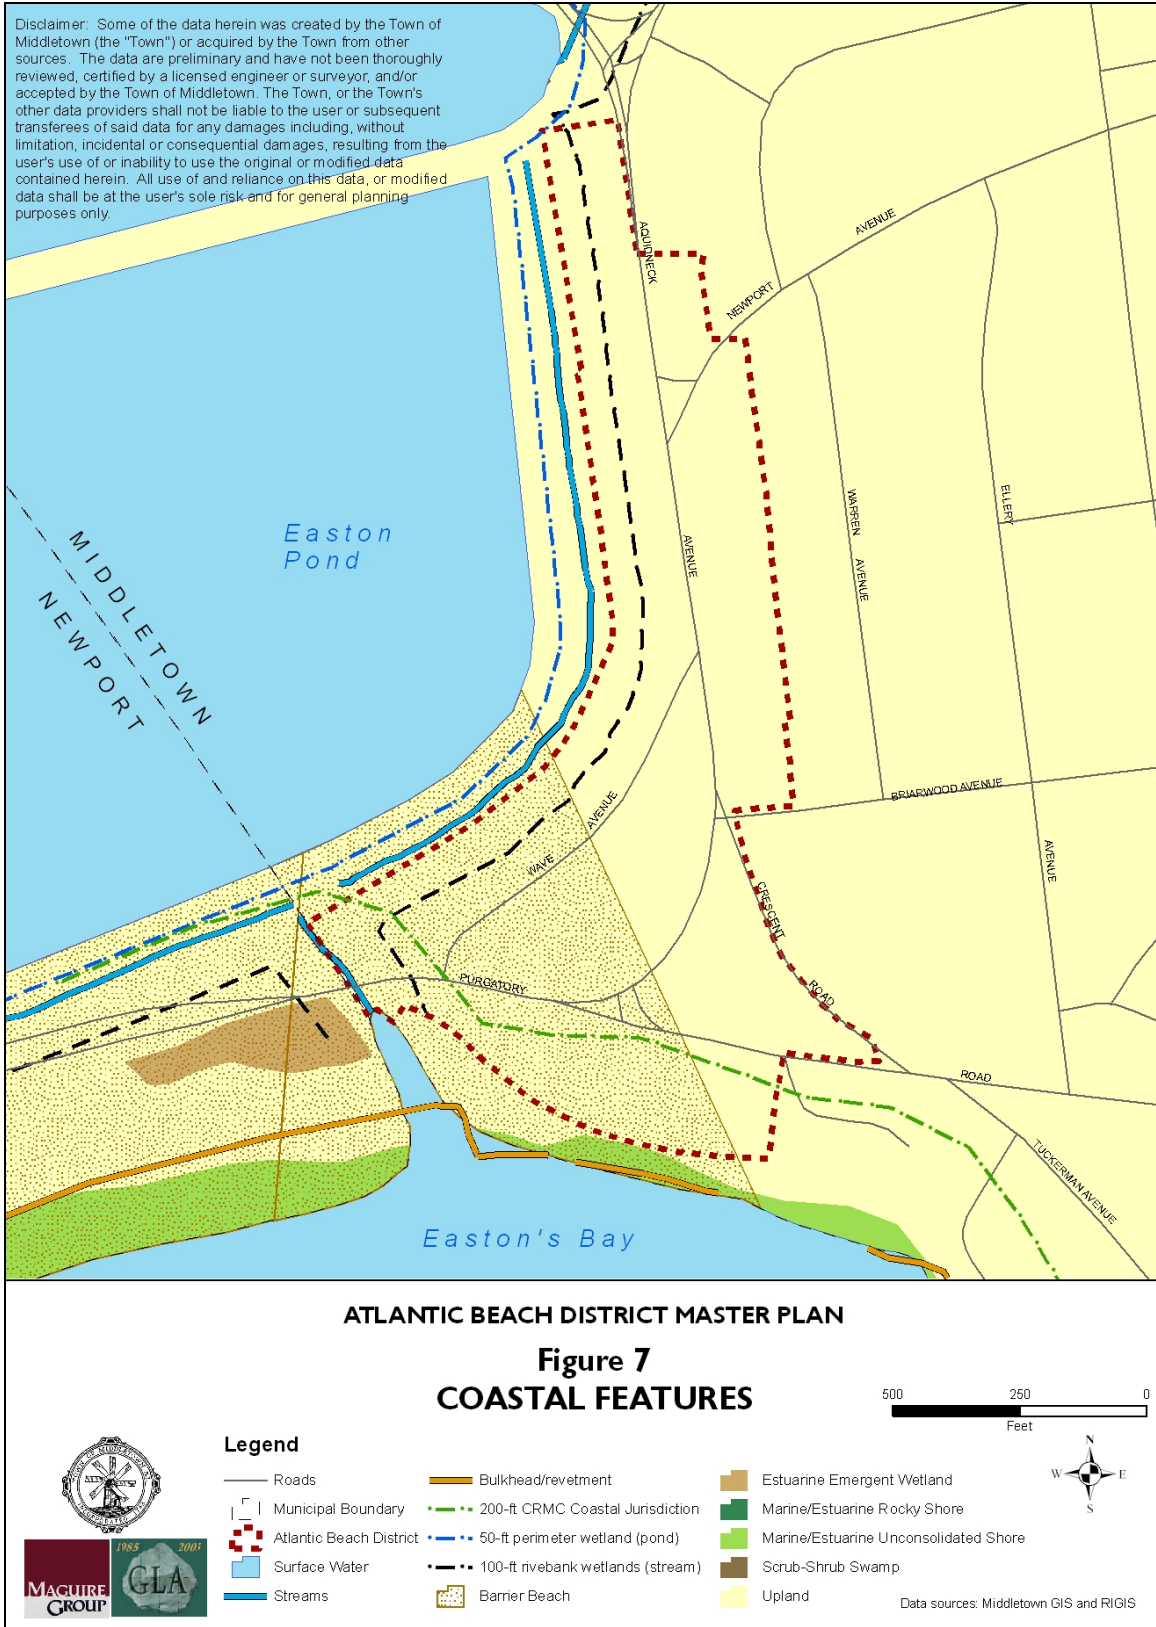 Disclaimer: Some of the data herein was created by the Town of
Middletown (the "Town") or acquired by the Town from other
sources. The data are preliminary and have not been thoroughly
reviewed, certified by a licensed engineer or surveyor, and/or
accepted by the Town of Middletown. The Town, or the Town's
other data providers shall not be liable to the user or subsequent
transferees of said data for any damages including, without
limitation, incidental or consequential damages, resulting from the
user's use of or inability to use the original or modified data
contained herein. All use of and reliance on this data, or modified
data shall be at the user's sole risk and for general planning
purposes only.
AQUIDNECK
AVENUE
NEWPORT
AVENUE
WARREN
AVENUE
ELLERY
AVENUE
Easton
Pond
MIDDLETOWN
NEWPORT
BRIARWOOD AVENUE
WAVE
AVENUE
CRESCENT
ROAD
PURGATORY
ROAD
TUCKERMAN AVENUE
Easton's Bay
ATLANTIC BEACH DISTRICT MASTER PLAN
Figure 7
COASTAL FEATURES
500 250 0
Feet
N
W E
S
Legend
Roads
Municipal Boundary
Atlantic Beach District
Surface Water
Streams
Bulkhead/revetment
200-ft CRMC Coastal Jurisdiction
50-ft perimeter wetland (pond)
100-ft rivebank wetlands (stream)
Barrier Beach
Estuarine Emergent Wetland
Marine/Estuarine Rocky Shore
Marine/Estuarine Unconsolidated Shore
Scrub-Shrub Swamp
Upland
MAGUIRE
GROUP
1985 2003
GLA
Data sources: Middletown GIS and RIGIS